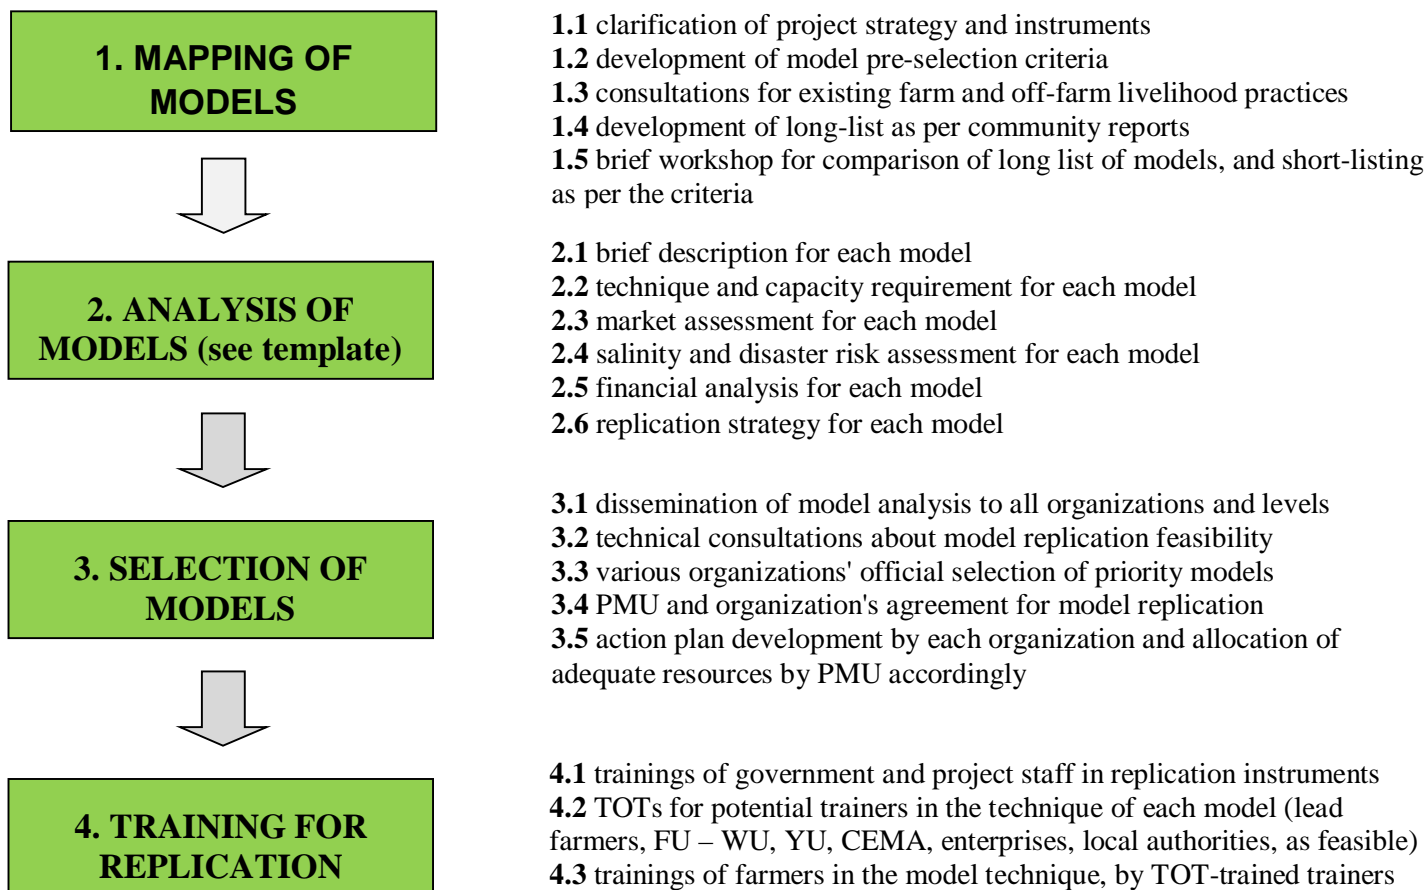 1. MAPPING OF
MODELS
1.1 clarification of project strategy and instruments
1.2 development of model pre-selection criteria
1.3 consultations for existing farm and off-farm livelihood practices
1.4 development of long-list as per community reports
1.5 brief workshop for comparison of long list of models, and short-listing
as per the criteria
2. ANALYSIS OF
MODELS (see template)
2.1 brief description for each model
2.2 technique and capacity requirement for each model
2.3 market assessment for each model
2.4 salinity and disaster risk assessment for each model
2.5 financial analysis for each model
2.6 replication strategy for each model
3. SELECTION OF
MODELS
3.1 dissemination of model analysis to all organizations and levels
3.2 technical consultations about model replication feasibility
3.3 various organizations' official selection of priority models
3.4 PMU and organization's agreement for model replication
3.5 action plan development by each organization and allocation of
adequate resources by PMU accordingly
4. TRAINING FOR
REPLICATION
4.1 trainings of government and project staff in replication instruments
4.2 TOTs for potential trainers in the technique of each model (lead
farmers, FU – WU, YU, CEMA, enterprises, local authorities, as feasible)
4.3 trainings of farmers in the model technique, by TOT-trained trainers